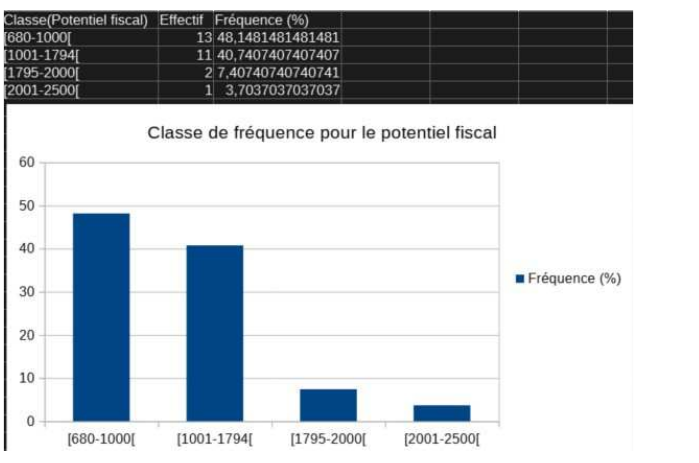 Classe(Potentiel fiscal) Effectif Fréquence (%)
[680-1000[ 13 48,1481481481481
[1001-1794[ 11 40,7407407407407
[1795-2000[ 2 7,40740740740741
[2001-2500[ 1 3,7037037037037
Classe de fréquence pour le potentiel fiscal
60
50
40
30
20
10
0
Fréquence (%)
[680-1000[ [1001-1794[ [1795-2000[ [2001-2500[